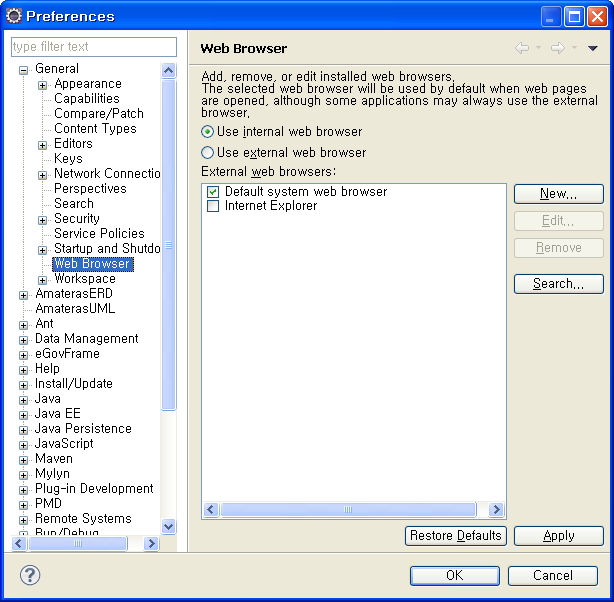 Preferences
type filter text
General
Appearance
Capabilities
Compare/Patch
Content Types
Editors
Keys
Network Connectio
Perspectives
Search
Security
Service Policies
Startup and Shutdo
Web Browser
Workspace
AmaterasERD
AmaterasUML
Ant
Data Management
eGovFrame
Help
Install/Update
Java
Java EE
Java Persistence
JavaScript
Maven
Mylyn
Plug-in Development
PMD
Remote Systems
Run/Debug
Web Browser
Add, remove, or edit installed web browsers.
The selected web browser will be used by default when web pages
are opened, although some applications may always use the external
browser.
Use internal web browser
Use external web browser
External web browsers:
Default system web browser
Internet Explorer
New...
Edit...
Remove
Search...
Restore Defaults
Apply
?
OK
Cancel